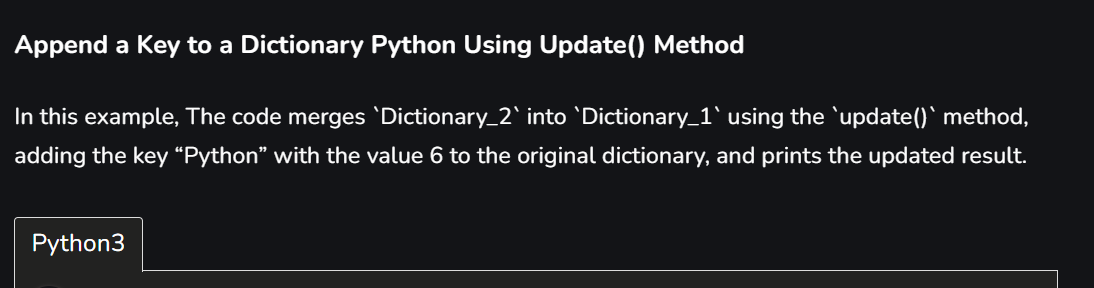 Append a Key to a Dictionary Python Using Update() Method
In this example, The code merges `Dictionary_2` into `Dictionary_1` using the `update()` method,
adding the key “Python” with the value 6 to the original dictionary, and prints the updated result.
Python3